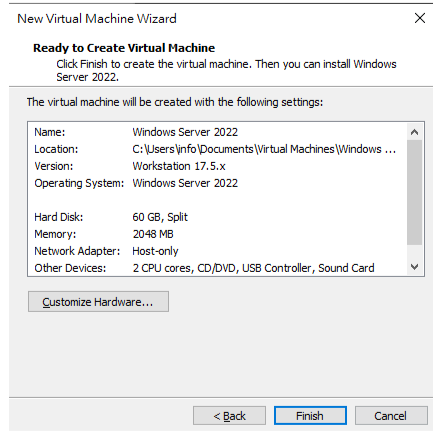 New Virtual Machine Wizard
Ready to Create Virtual Machine
Click Finish to create the virtual machine. Then you can install Windows
Server 2022.
The virtual machine will be created with the following settings:
Name: Windows Server 2022
Location: C:\Users\info\Documents\Virtual Machines\Windows ...
Version: Workstation 17.5.x
Operating System: Windows Server 2022
Hard Disk: 60 GB, Split
Memory: 2048 MB
Network Adapter: Host-only
Other Devices: 2 CPU cores, CD/DVD, USB Controller, Sound Card
Customize Hardware...
< Back Finish Cancel